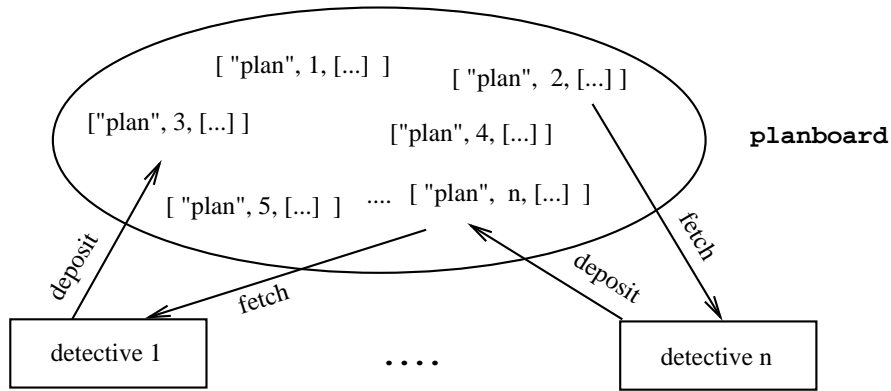 [ "plan", 1, [...] ]
[ "plan", 2, [...] ]
["plan", 3, [...] ]
["plan", 4, [...] ]
planboard
[ "plan", 5, [...] ]
....
[ "plan", n, [...] ]
deposit
fetch
deposit
fetch
detective 1
....
detective n